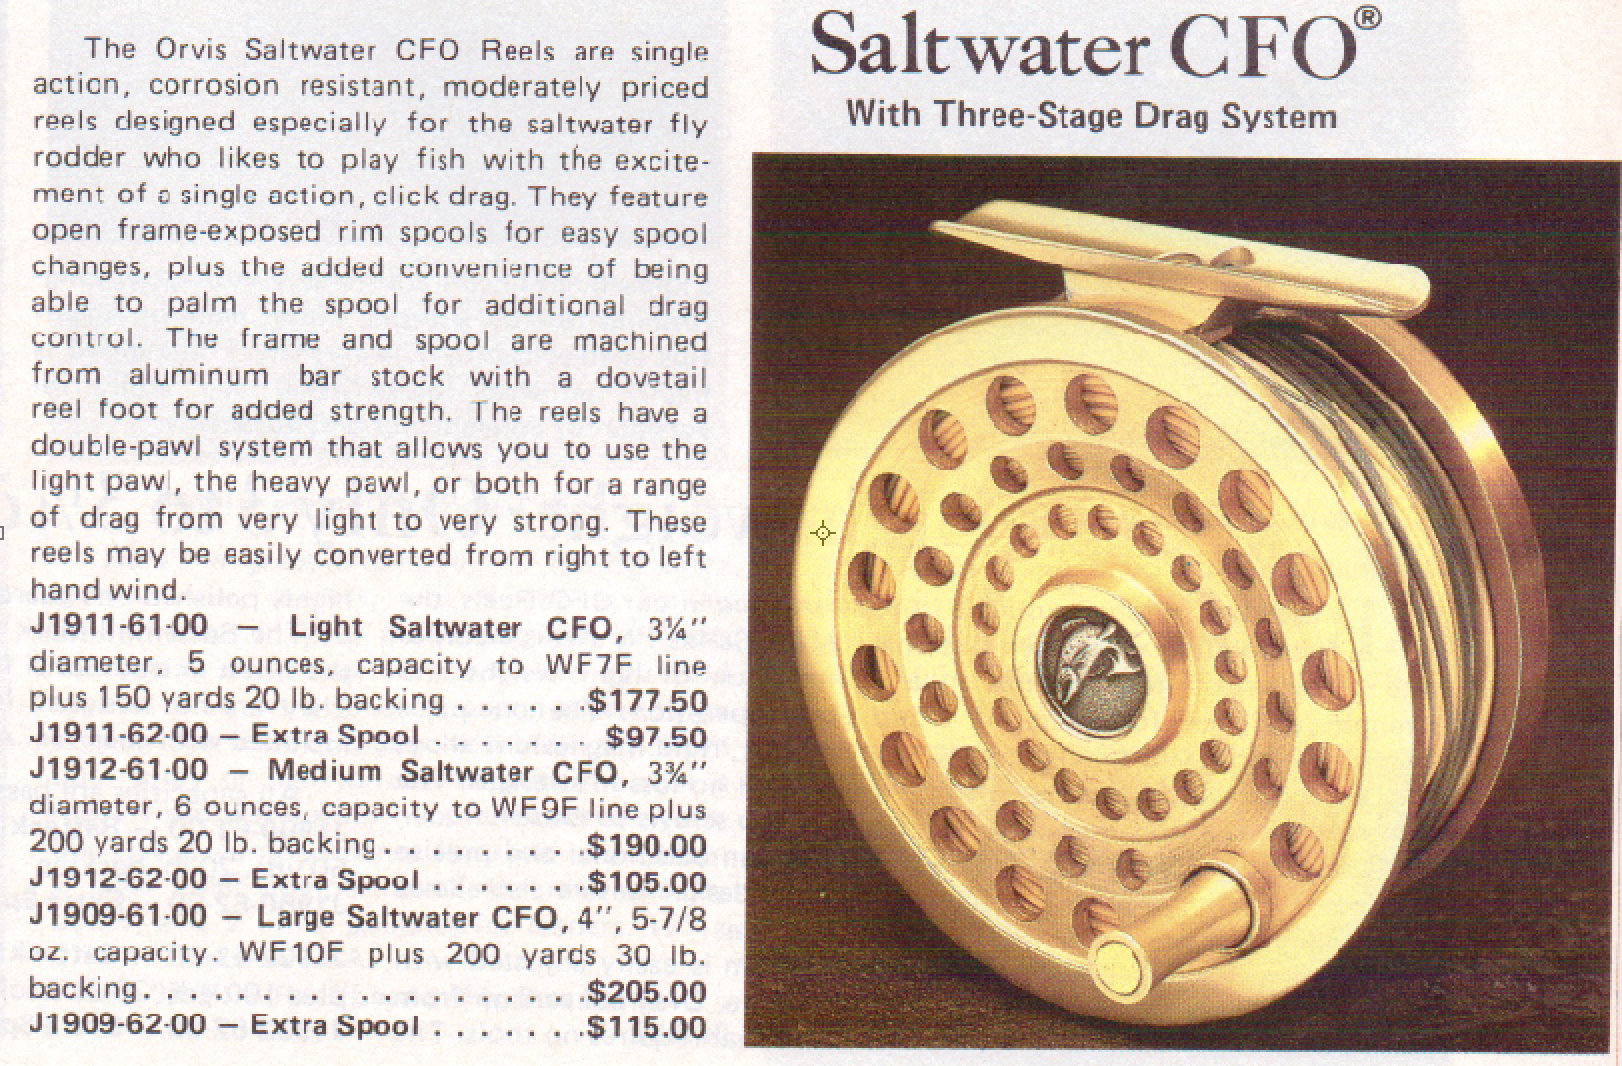 The Orvis Saltwater CFO Reels are single
action, corrosion resistant, moderately priced
reels designed especially for the saltwater fly
rodder who likes to play fish with the excite-
ment of a single action, click drag. They feature
open frame-exposed rim spools for easy spool
changes, plus the added convenience of being
able to palm the spool for additional drag
control. The frame and spool are machined
from aluminum bar stock with a dovetail
reel foot for added strength. The reels have a
double-pawl system that allows you to use the
light pawl, the heavy pawl, or both for a range
of drag from very light to very strong. These
reels may be easily converted from right to left
hand wind.
J1911-61-00 — Light Saltwater CFO, 3¼″
diameter, 5 ounces, capacity to WF7F line
plus 150 yards 20 lb. backing . . . . . . $177.50
J1911-62-00 — Extra Spool . . . . . . . . $97.50
J1912-61-00 — Medium Saltwater CFO, 3¾″
diameter, 6 ounces, capacity to WF9F line plus
200 yards 20 lb. backing . . . . . . . . . $190.00
J1912-62-00 — Extra Spool . . . . . . . $105.00
J1909-61-00 — Large Saltwater CFO, 4″, 5-7/8
oz. capacity. WF10F plus 200 yards 30 lb.
backing. . . . . . . . . . . . . . . . . . . . . $205.00
J1909-62-00 — Extra Spool . . . . . . . $115.00
Saltwater CFO®
With Three-Stage Drag System